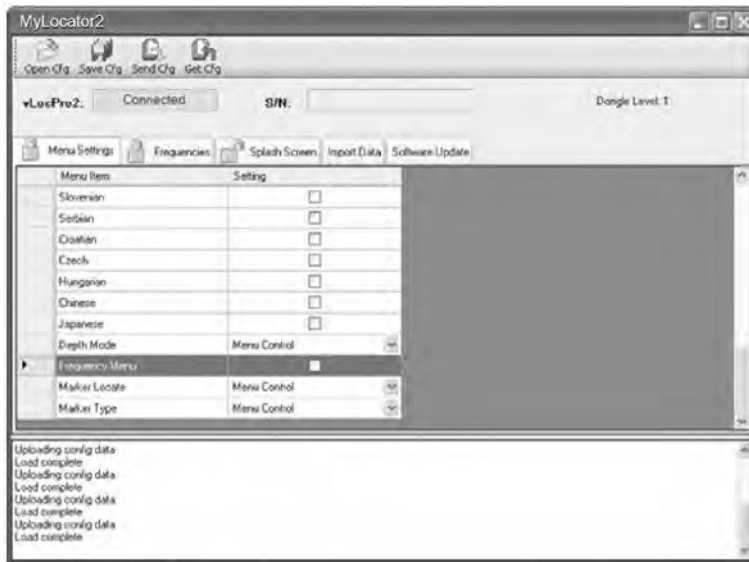 MyLocator2
Open Cfg Save Cfg Send Cfg Get Cfg
vLocPro2: Connected S/N: Dongle Level: 1
Menu Settings Frequencies Splash Screen Import Data Software Update
Menu Item Setting
Slovenian
Serbian
Croatian
Czech
Hungarian
Chinese
Japanese
Depth Mode Menu Control
Frequency Menu
Marker Locate Menu Control
Marker Type Menu Control
Uploading config data
Load complete
Uploading config data
Load complete
Uploading config data
Load complete
Uploading config data
Load complete